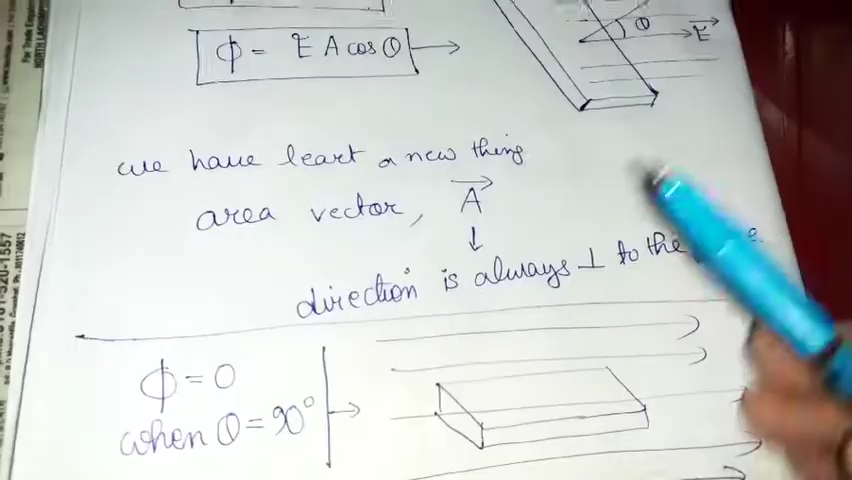 ϕ = E A cos θ
θ
E
we have leart a new thing
area vector, A
direction is always ⊥ to the
ϕ = 0
when θ = 90°